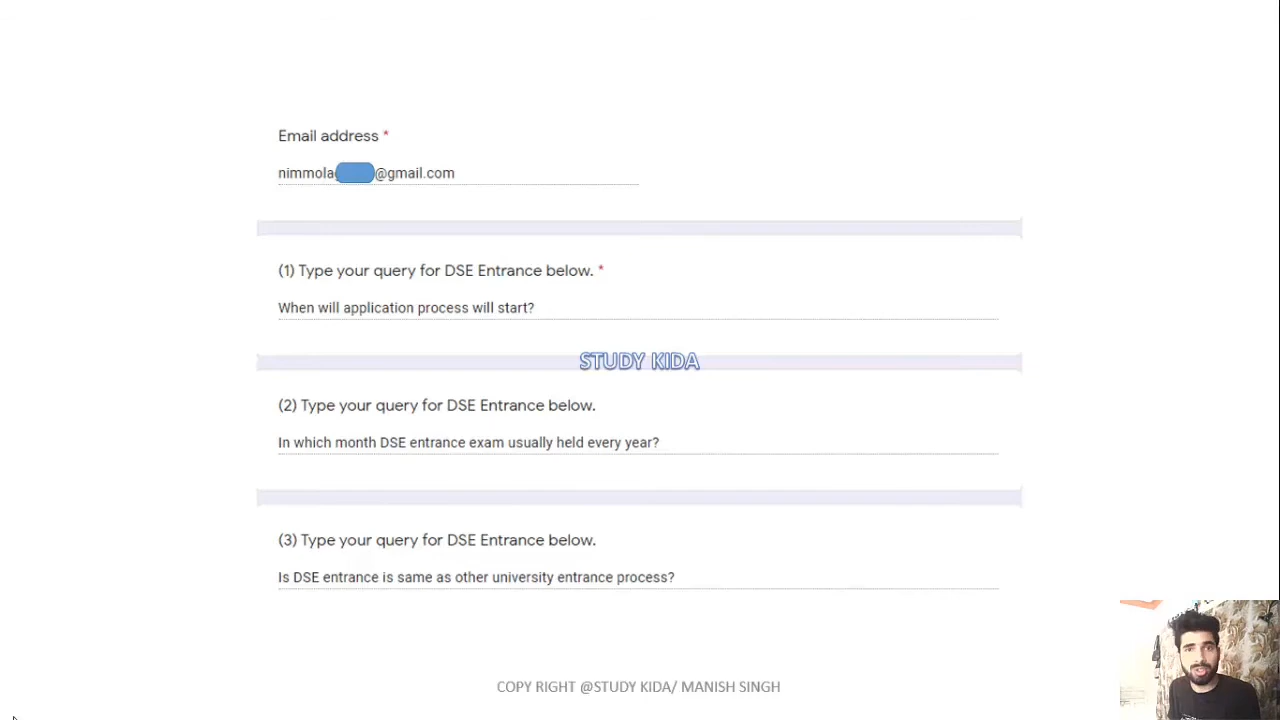 Email address *
nimmola @gmail.com
(1) Type your query for DSE Entrance below. *
When will application process will start?
STUDY KIDA
(2) Type your query for DSE Entrance below.
In which month DSE entrance exam usually held every year?
(3) Type your query for DSE Entrance below.
Is DSE entrance is same as other university entrance process?
COPY RIGHT @STUDY KIDA/ MANISH SINGH